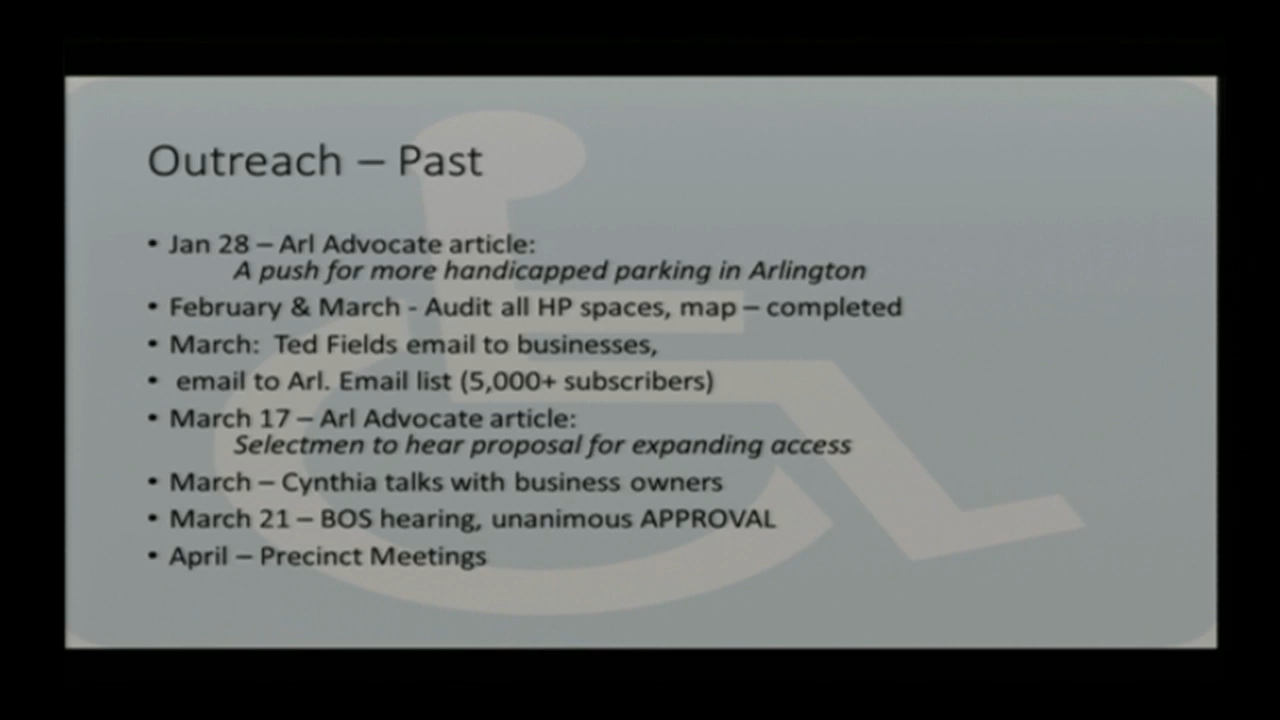 Outreach – Past
• Jan 28 – Arl Advocate article:
A push for more handicapped parking in Arlington
• February & March - Audit all HP spaces, map – completed
• March:  Ted Fields email to businesses,
•  email to Arl. Email list (5,000+ subscribers)
• March 17 – Arl Advocate article:
Selectmen to hear proposal for expanding access
• March – Cynthia talks with business owners
• March 21 – BOS hearing, unanimous APPROVAL
• April – Precinct Meetings